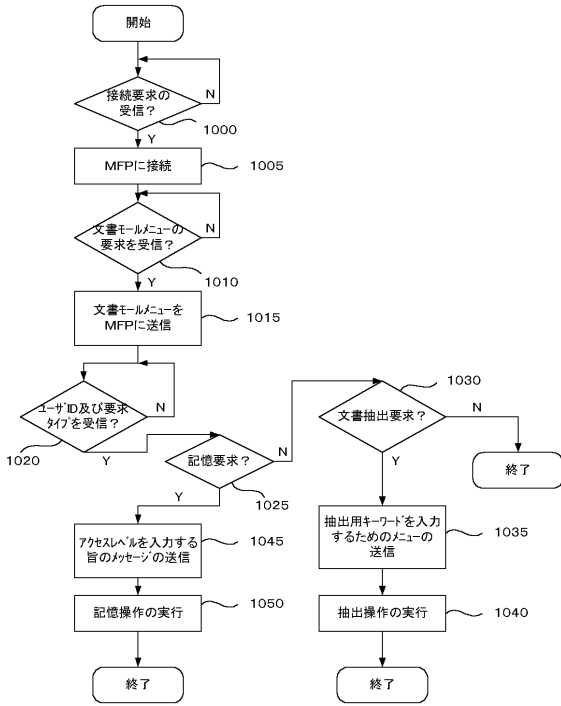 開始
接続要求の
受信？
N
1000
Y
MFPに接続
1005
文書モールメニューの
要求を受信？
N
1010
Y
文書モールメニューを
MFPに送信
1015
ﾕｰｻﾞID及び要求
ﾀｲﾌﾟを受信？
N
1020
Y
記憶要求？
N
1025
Y
文書抽出要求？
1030
N
Y
終了
ｱｸｾｽﾚﾍﾞﾙを入力する
旨のﾒｯｾｰｼﾞの送信
1045
記憶操作の実行
1050
終了
抽出用ｷｰﾜｰﾄﾞを入力
するためのﾒﾆｭｰの
送信
1035
抽出操作の実行
1040
終了